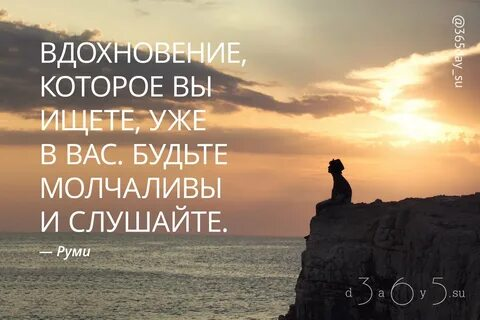 ВДОХНОВЕНИЕ,
КОТОРОЕ ВЫ
ИЩЕТЕ, УЖЕ
В ВАС. БУДЬТЕ
МОЛЧАЛИВЫ
И СЛУШАЙТЕ.
— Руми
@365day_su
d3a6y5.su